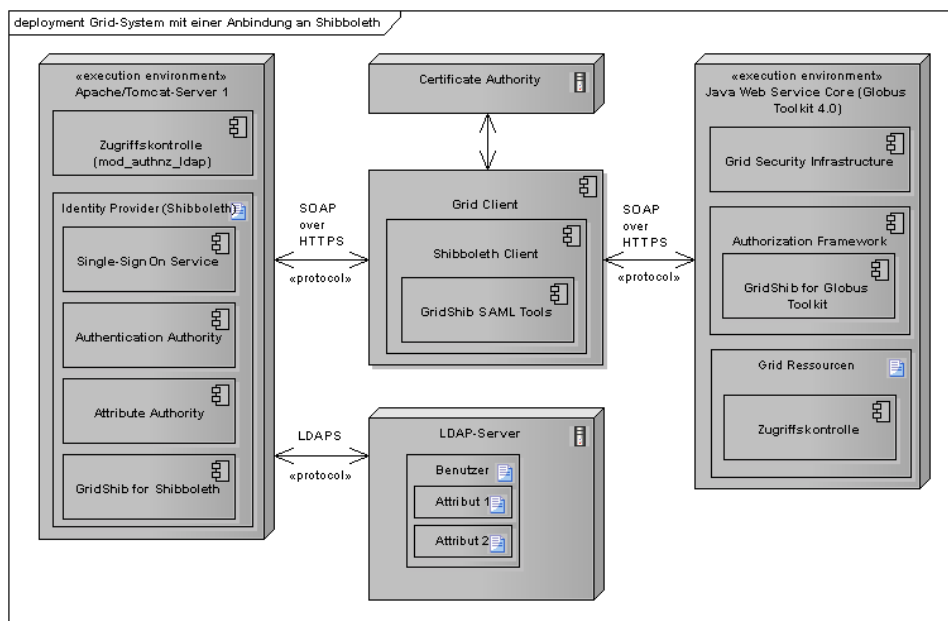 deployment Grid-System mit einer Anbindung an Shibboleth
«execution environment»
Apache/Tomcat-Server 1
Zugriffskontrolle
(mod_authnz_ldap)
Identity Provider (Shibboleth)
Single-Sign On Service
Authentication Authority
Attribute Authority
GridShib for Shibboleth
SOAP
over
HTTPS
«protocol»
LDAPS
«protocol»
Certificate Authority
Grid Client
Shibboleth Client
GridShib SAML Tools
LDAP-Server
Benutzer
Attribut 1
Attribut 2
SOAP
over
HTTPS
«protocol»
«execution environment»
Java Web Service Core (Globus
Toolkit 4.0)
Grid Security Infrastructure
Authorization Framework
GridShib for Globus
Toolkit
Grid Ressourcen
Zugriffskontrolle